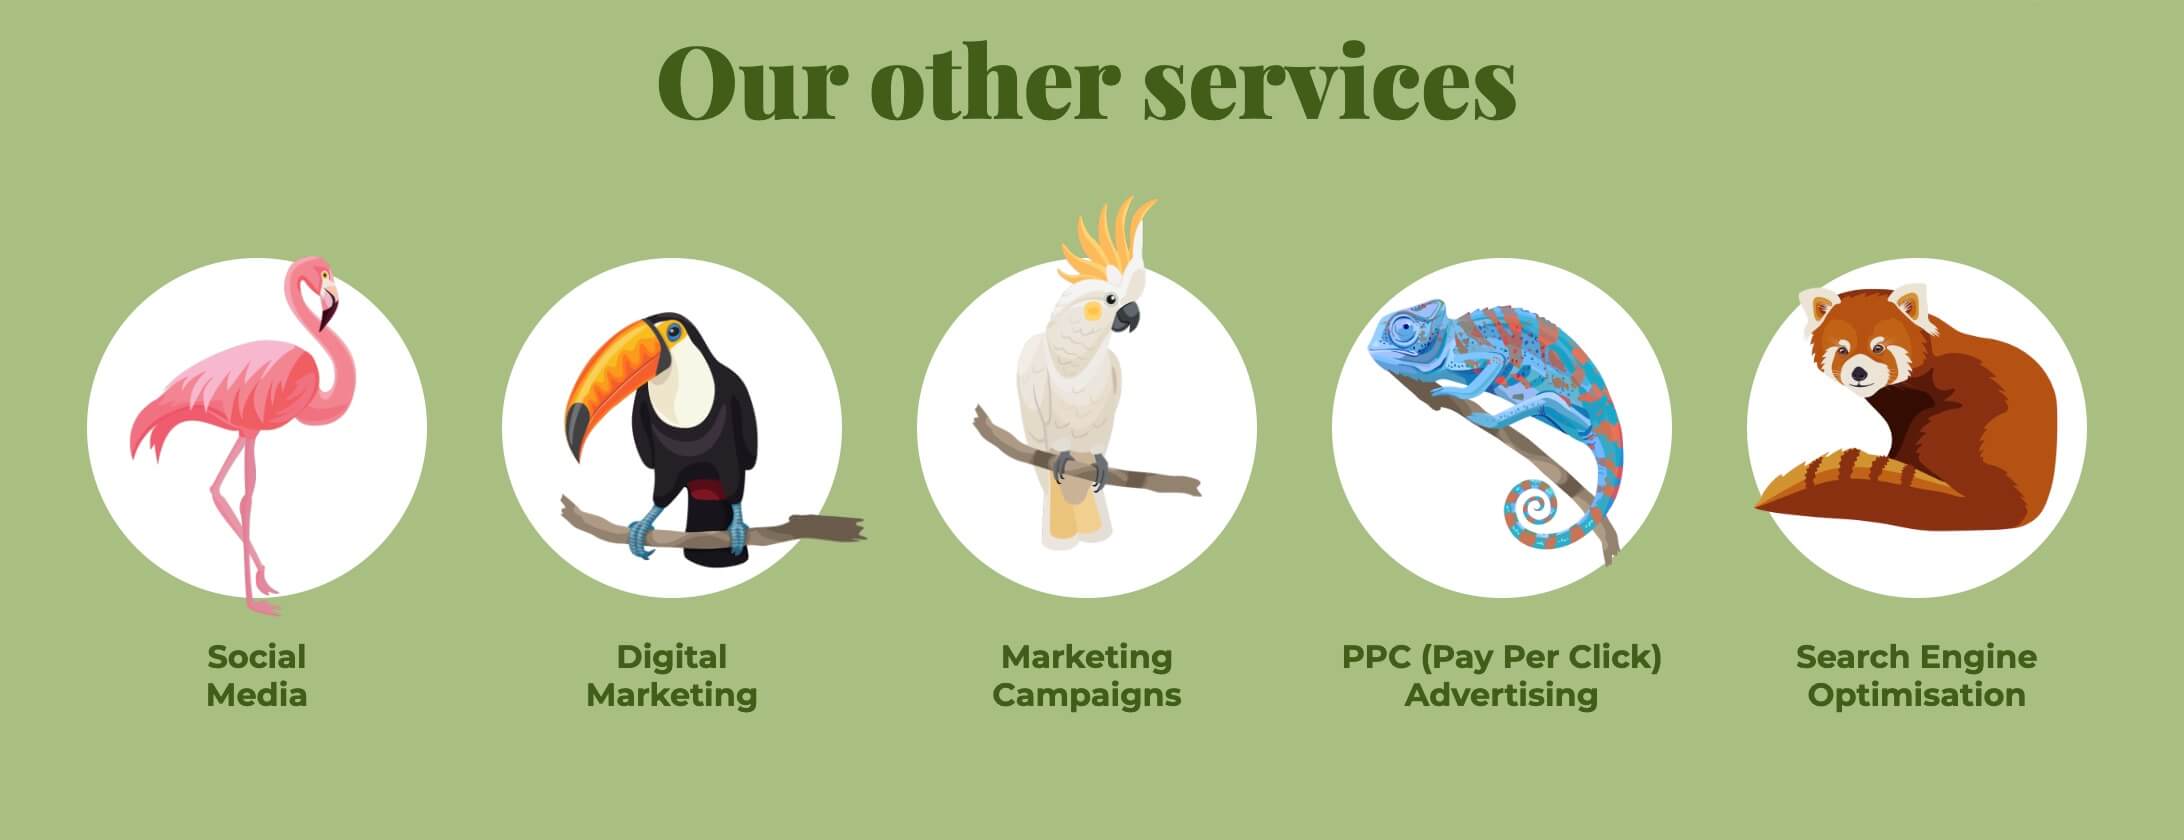 Our other services
Social
Media
Digital
Marketing
Marketing
Campaigns
PPC (Pay Per Click)
Advertising
Search Engine
Optimisation